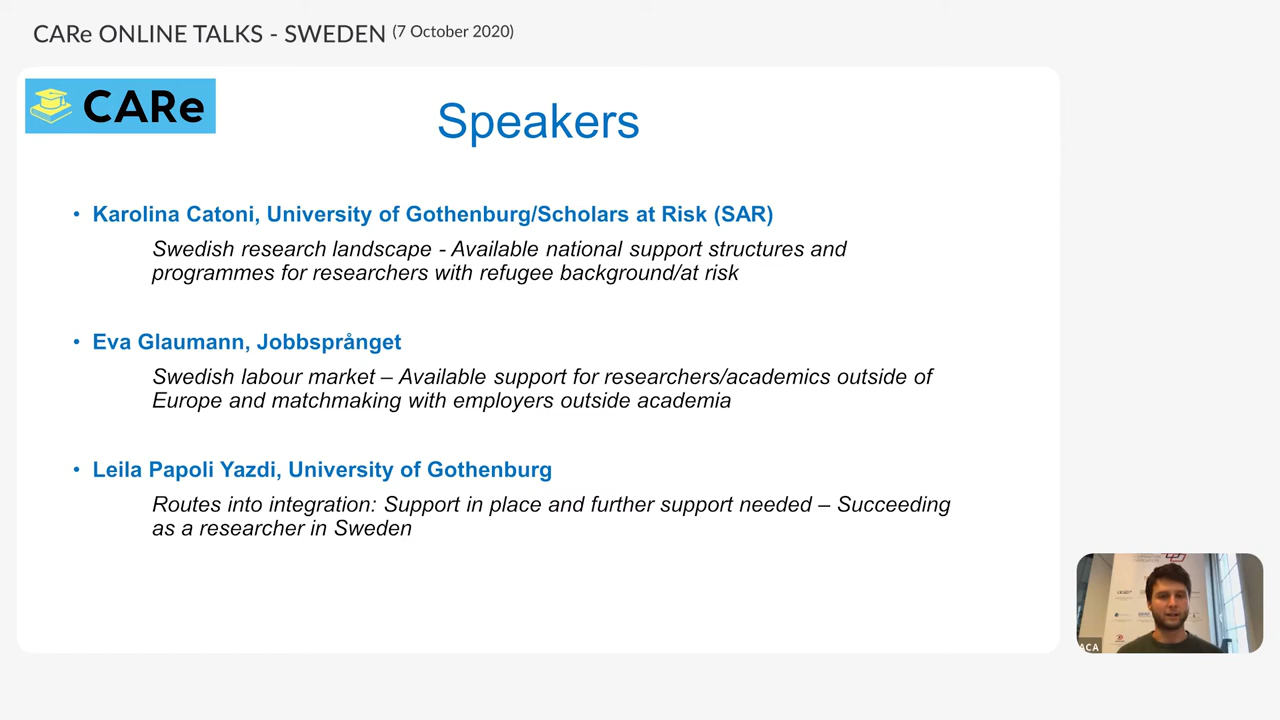 CARe ONLINE TALKS - SWEDEN (7 October 2020)
CARe
Speakers
• Karolina Catoni, University of Gothenburg/Scholars at Risk (SAR)
Swedish research landscape - Available national support structures and
programmes for researchers with refugee background/at risk
• Eva Glaumann, Jobbsprånget
Swedish labour market – Available support for researchers/academics outside of
Europe and matchmaking with employers outside academia
• Leila Papoli Yazdi, University of Gothenburg
Routes into integration: Support in place and further support needed – Succeeding
as a researcher in Sweden
ACA